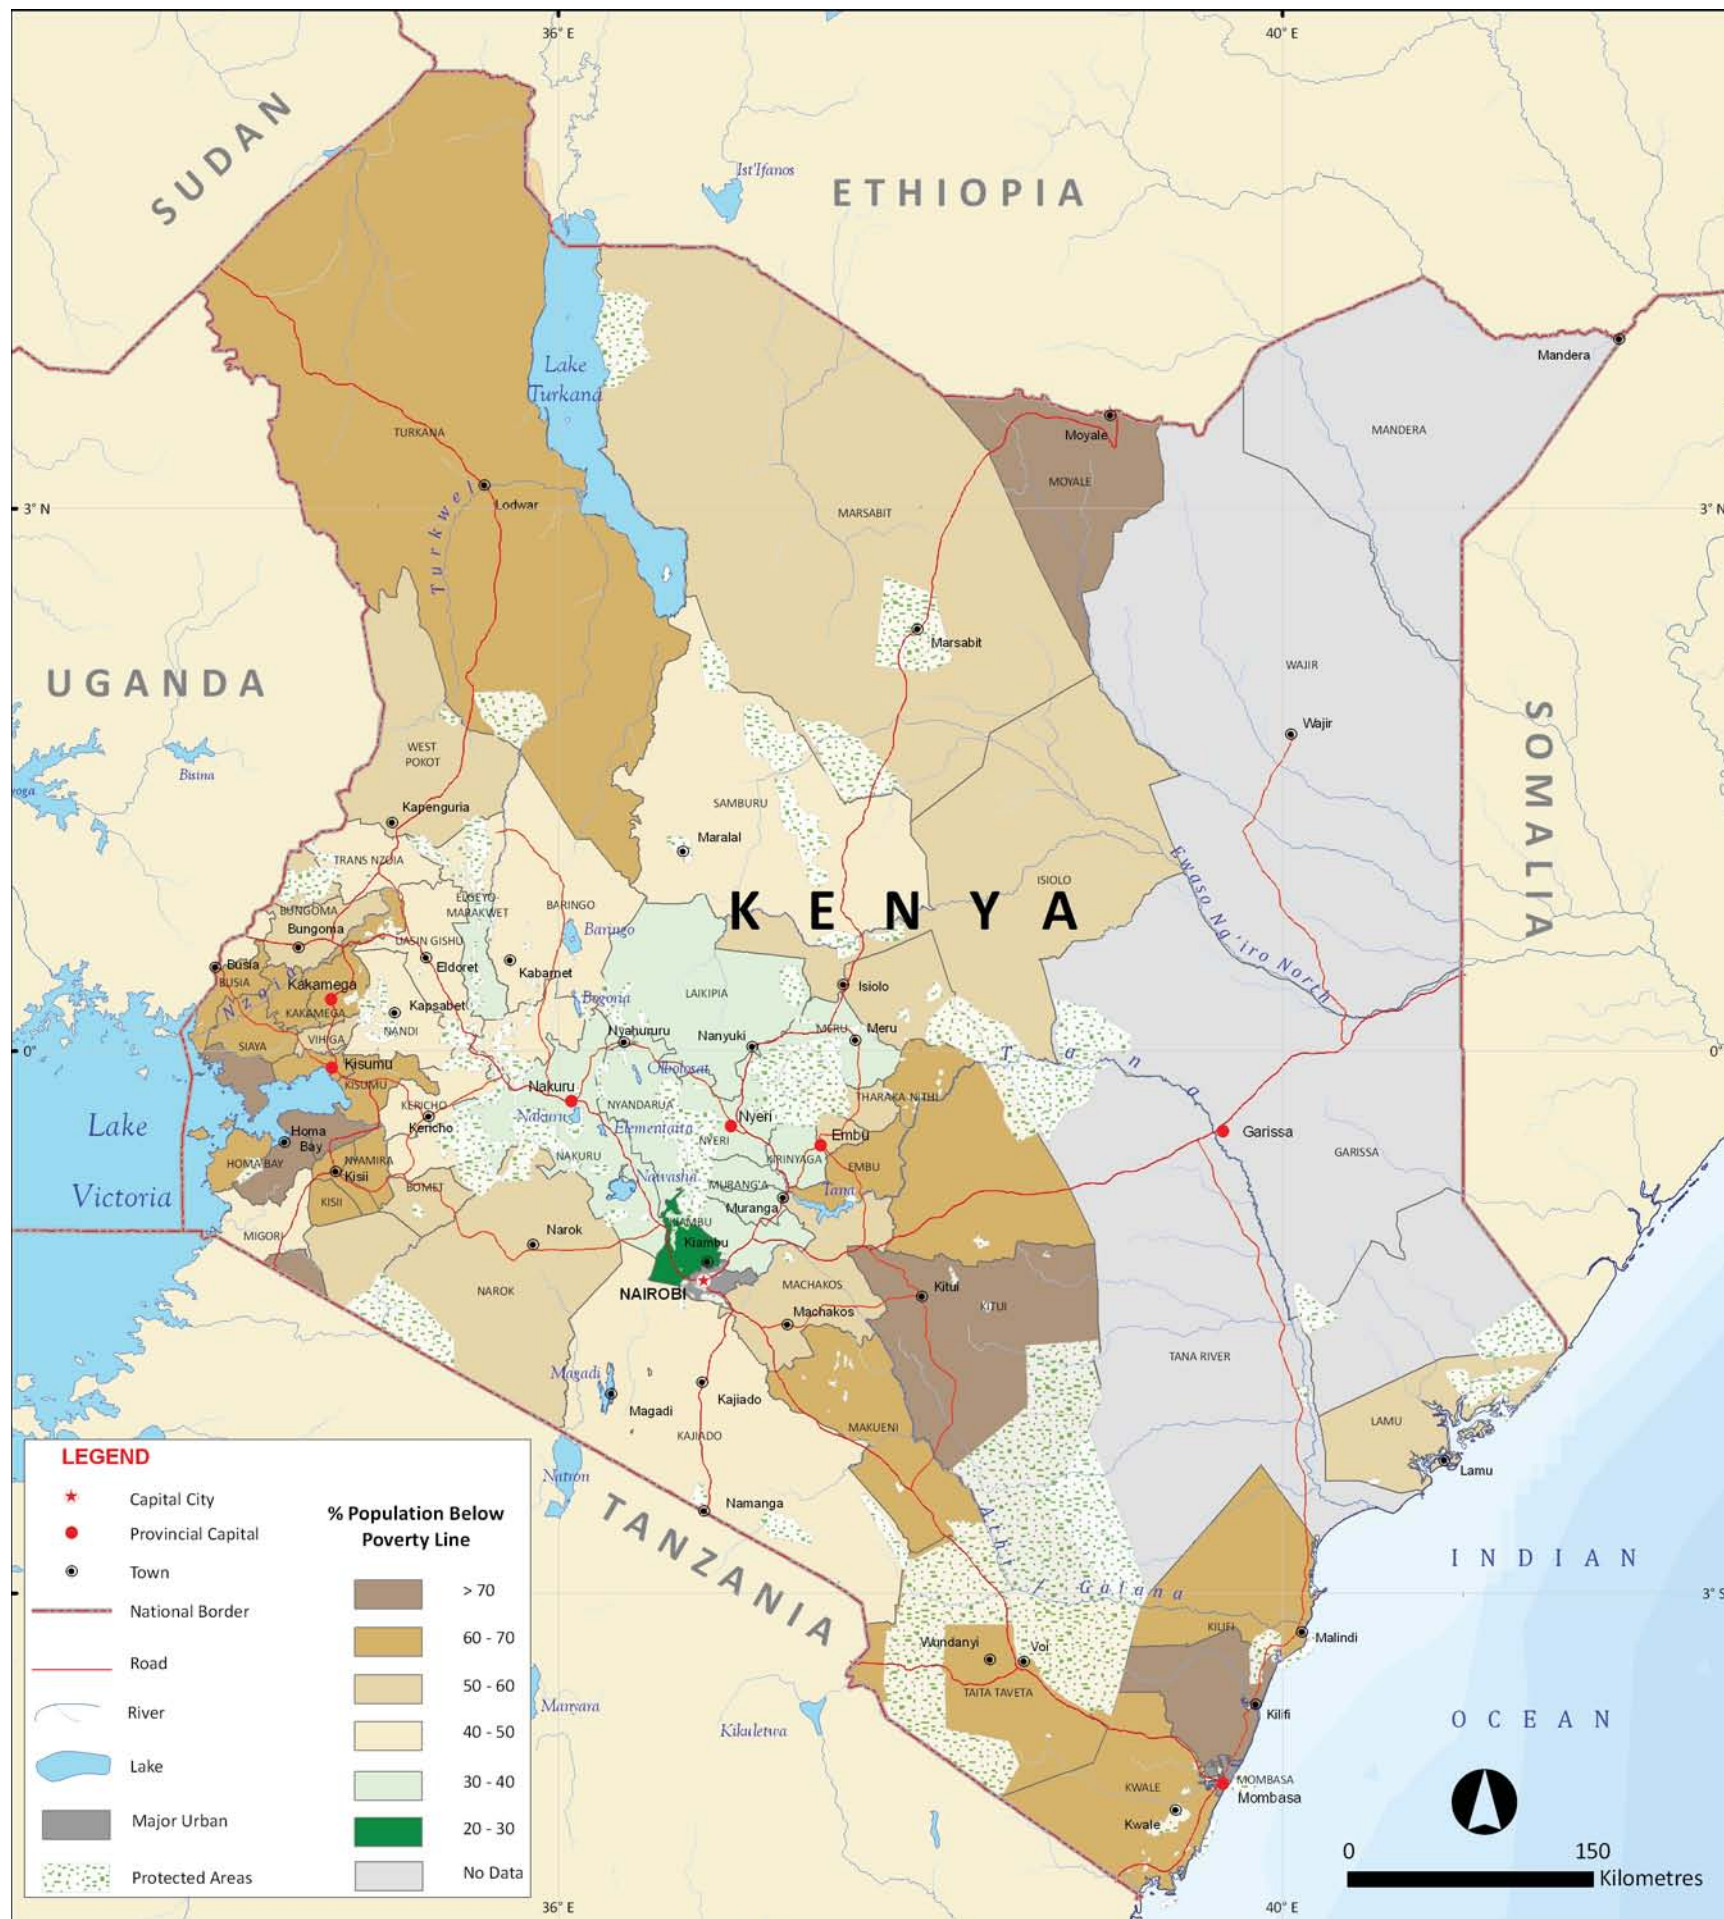 36° E
40° E
SUDAN
ETHIOPIA
Ist'Ifanos
Lake
Turkana
Mandera
MANDERA
Moyale
MOYALE
TURKANA
Lodwar
Turkwel
3° N
3° N
MARSABIT
Marsabit
UGANDA
Bisina
WAJIR
Wajir
SOMALIA
WEST
POKOT
Kapenguria
SAMBURU
Maralal
TRANS NZOIA
ELGEYO-
MARAKWET
BARINGO
KENYA
ISIOLO
Ewaso Ng'iro North
BUNGOMA
Bungoma
UASIN GISHU
Eldoret
Baringo
Kabarnet
Busia
BUSIA
Nzoia
Kakamega
KAKAMEGA
Kapsabet
NANDI
Bogoria
LAIKIPIA
Isiolo
SIAYA
VIHIGA
Nyahururu
Nanyuki
MERU
Meru
0°
0°
Kisumu
KISUMU
Olbolosat
Tana
Nakuru
Nakuru
KERICHO
Kericho
NYANDARUA
Elementaita
Nyeri
NYERI
THARAKA NITHI
Lake
Victoria
Homa
Bay
HOMA BAY
NYAMIRA
Kisii
KISII
BOMET
NAKURU
Naivasha
KIRINYAGA
Embu
EMBU
Garissa
GARISSA
MURANG'A
Muranga
Tana
MIGORI
Narok
NAROK
KIAMBU
Kiambu
NAIROBI
MACHAKOS
Machakos
Kitui
KITUI
TANA RIVER
Magadi
Magadi
Kajiado
KAJIADO
MAKUENI
LAMU
Lamu
Natron
Namanga
TANZANIA
Athi / Galana
INDIAN
OCEAN
3° S
Wundanyi
Voi
TAITA TAVETA
KILIFI
Malindi
Kilifi
Manyara
Kikuletwa
KWALE
Kwale
MOMBASA
Mombasa
LEGEND
Capital City
Provincial Capital
Town
National Border
Road
River
Lake
Major Urban
Protected Areas
% Population Below
Poverty Line
> 70
60 - 70
50 - 60
40 - 50
30 - 40
20 - 30
No Data
0 150
Kilometres
36° E
40° E